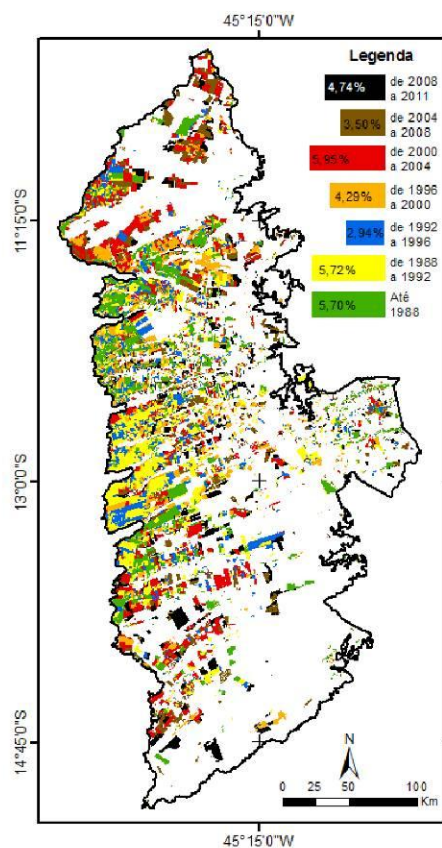 45°15'0"W
Legenda
4,74% de 2008 a 2011
3,50% de 2004 a 2008
5,95% de 2000 a 2004
4,29% de 1996 a 2000
2,94% de 1992 a 1996
5,72% de 1988 a 1992
5,70% Até 1988
11°15'0"S
13°0'0"S
14°45'0"S
N
0 25 50 100
Km
45°15'0"W